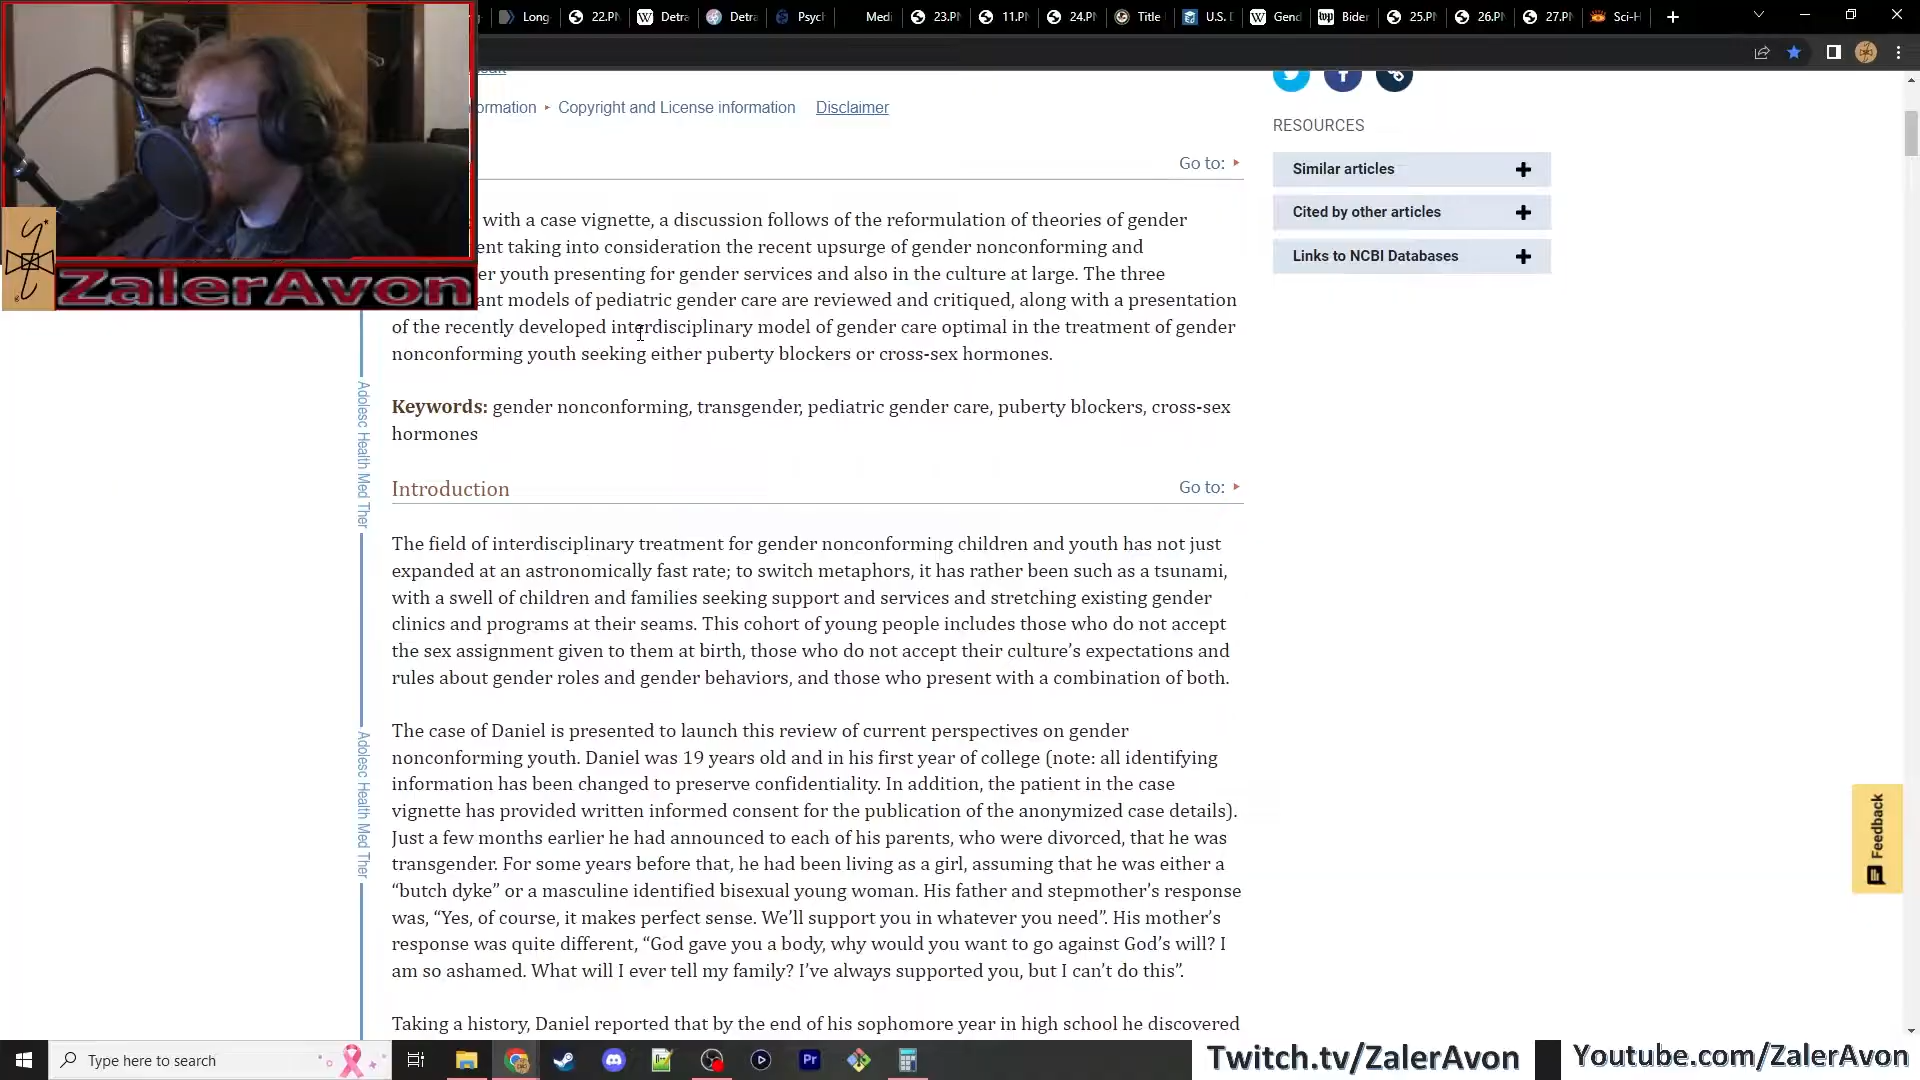 Long
22.PN
Detra
Detra
Psych
Medi
23.PN
11.PN
24.PN
Title
U.S. D
Gend
Bider
25.PN
26.PN
27.PN
Sci-H
ormation ‣ Copyright and License information Disclaimer
RESOURCES
Similar articles
Cited by other articles
Links to NCBI Databases
Go to:
with a case vignette, a discussion follows of the reformulation of theories of gender
ent taking into consideration the recent upsurge of gender nonconforming and
er youth presenting for gender services and also in the culture at large. The three
ant models of pediatric gender care are reviewed and critiqued, along with a presentation
of the recently developed interdisciplinary model of gender care optimal in the treatment of gender
nonconforming youth seeking either puberty blockers or cross-sex hormones.
Keywords: gender nonconforming, transgender, pediatric gender care, puberty blockers, cross-sex
hormones
Introduction
Go to:
The field of interdisciplinary treatment for gender nonconforming children and youth has not just
expanded at an astronomically fast rate; to switch metaphors, it has rather been such as a tsunami,
with a swell of children and families seeking support and services and stretching existing gender
clinics and programs at their seams. This cohort of young people includes those who do not accept
the sex assignment given to them at birth, those who do not accept their culture’s expectations and
rules about gender roles and gender behaviors, and those who present with a combination of both.
The case of Daniel is presented to launch this review of current perspectives on gender
nonconforming youth. Daniel was 19 years old and in his first year of college (note: all identifying
information has been changed to preserve confidentiality. In addition, the patient in the case
vignette has provided written informed consent for the publication of the anonymized case details).
Just a few months earlier he had announced to each of his parents, who were divorced, that he was
transgender. For some years before that, he had been living as a girl, assuming that he was either a
“butch dyke” or a masculine identified bisexual young woman. His father and stepmother’s response
was, “Yes, of course, it makes perfect sense. We’ll support you in whatever you need”. His mother’s
response was quite different, “God gave you a body, why would you want to go against God’s will? I
am so ashamed. What will I ever tell my family? I’ve always supported you, but I can’t do this”.
Taking a history, Daniel reported that by the end of his sophomore year in high school he discovered
Adolesc Health Med Ther
Adolesc Health Med Ther
Feedback
ZalerAvon
Type here to search
Twitch.tv/ZalerAvon
Youtube.com/ZalerAvon